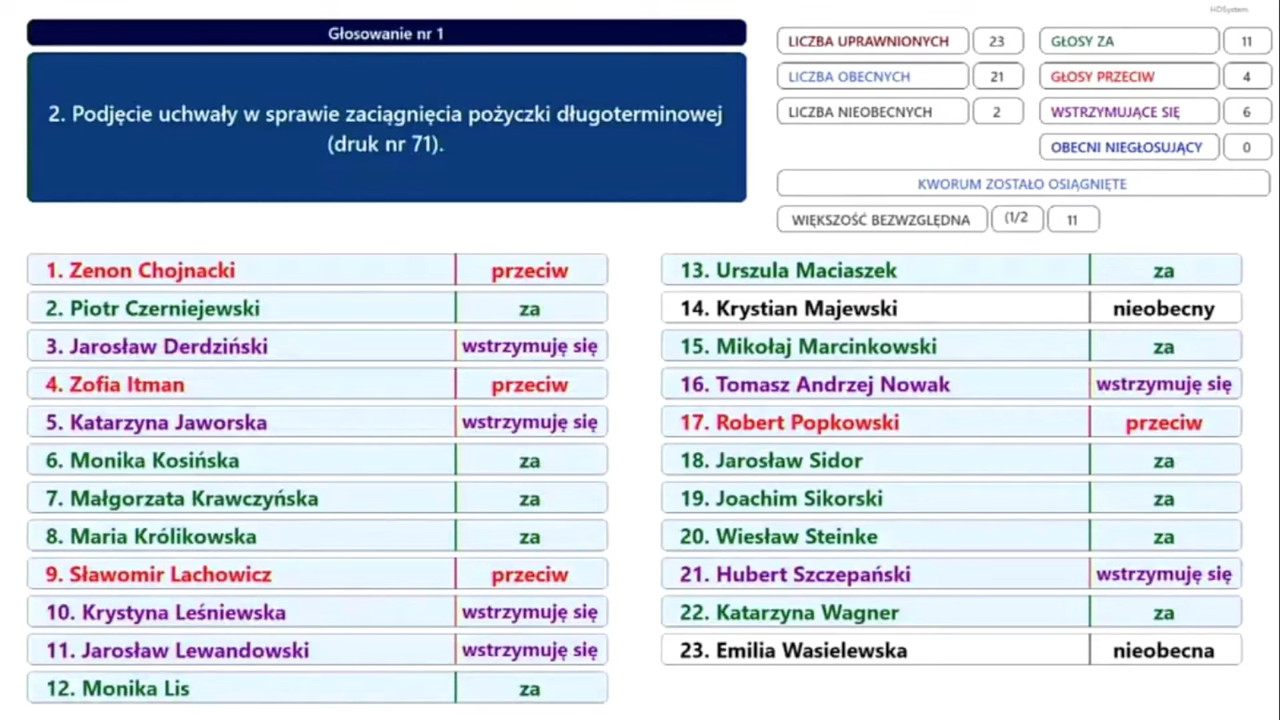 HDSystem
Głosowanie nr 1
2. Podjęcie uchwały w sprawie zaciągnięcia pożyczki długoterminowej
(druk nr 71).
LICZBA UPRAWNIONYCH 23
LICZBA OBECNYCH 21
LICZBA NIEOBECNYCH 2
GŁOSY ZA 11
GŁOSY PRZECIW 4
WSTRZYMUJĄCE SIĘ 6
OBECNI NIEGŁOSUJĄCY 0
KWORUM ZOSTAŁO OSIĄGNIĘTE
WIĘKSZOŚĆ BEZWZGLĘDNA (1/2 11
1. Zenon Chojnacki przeciw
2. Piotr Czerniejewski za
3. Jarosław Derdziński wstrzymuję się
4. Zofia Itman przeciw
5. Katarzyna Jaworska wstrzymuję się
6. Monika Kosińska za
7. Małgorzata Krawczyńska za
8. Maria Królikowska za
9. Sławomir Lachowicz przeciw
10. Krystyna Leśniewska wstrzymuję się
11. Jarosław Lewandowski wstrzymuję się
12. Monika Lis za
13. Urszula Maciaszek za
14. Krystian Majewski nieobecny
15. Mikołaj Marcinkowski za
16. Tomasz Andrzej Nowak wstrzymuję się
17. Robert Popkowski przeciw
18. Jarosław Sidor za
19. Joachim Sikorski za
20. Wiesław Steinke za
21. Hubert Szczepański wstrzymuję się
22. Katarzyna Wagner za
23. Emilia Wasielewska nieobecna